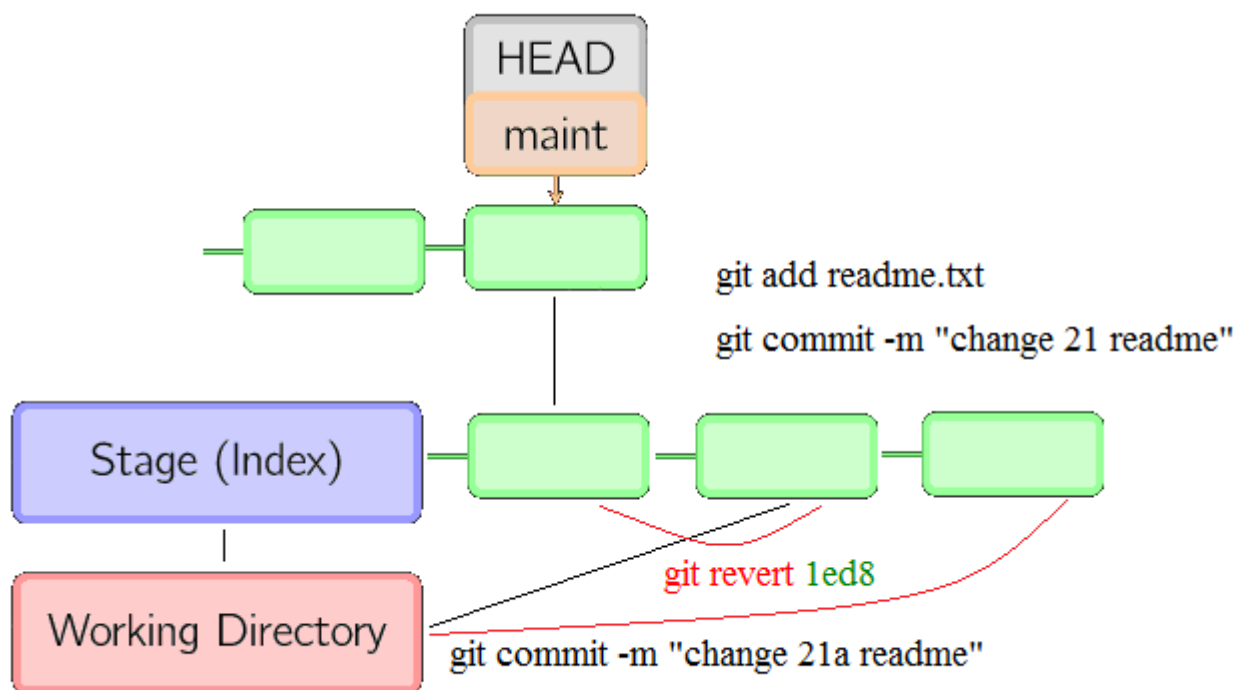 HEAD
maint
git add readme.txt
git commit -m "change 21 readme"
Stage (Index)
git revert 1ed8
Working Directory
git commit -m "change 21a readme"